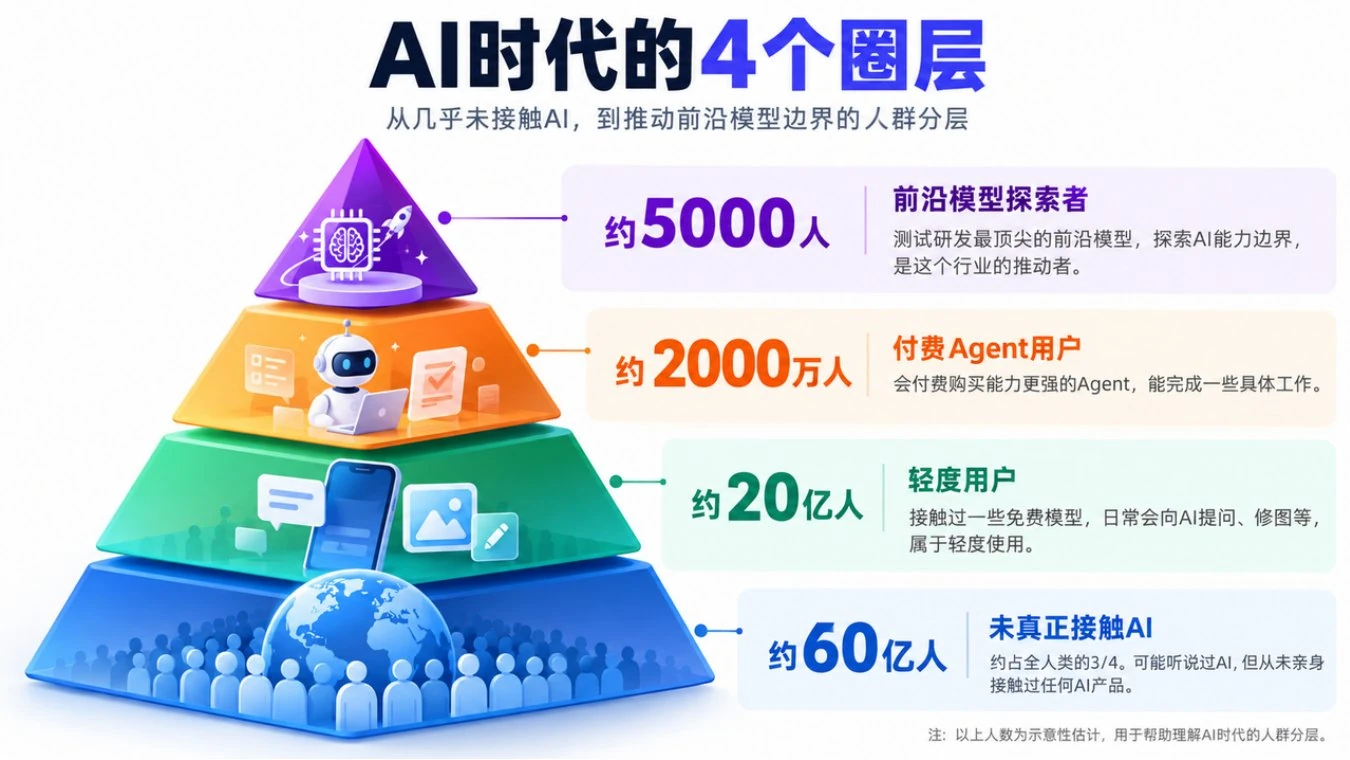 AI时代的4个圈层
从几乎未接触AI，到推动前沿模型边界的人群分层
约5000人
前沿模型探索者
测试研发最顶尖的前沿模型，探索AI能力边界，
是这个行业的推动者。
约2000万人
付费Agent用户
会付费购买能力更强的Agent，能完成一些具体工作。
约20亿人
轻度用户
接触过一些免费模型，日常会向AI提问、修图等，
属于轻度使用。
约60亿人
未真正接触AI
约占全人类的3/4。可能听说过AI, 但从未亲身
接触过任何AI产品。
注：以上人数为示意性估计，用于帮助理解AI时代的人群分层。